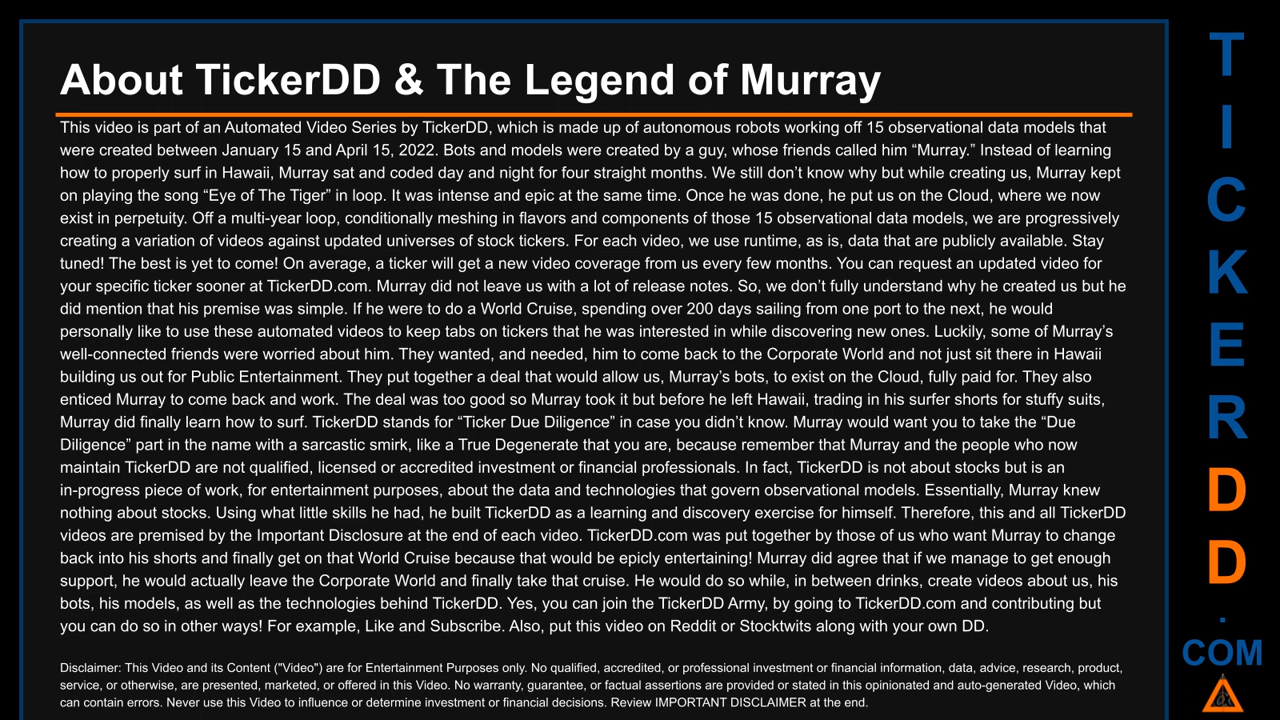 About TickerDD & The Legend of Murray
This video is part of an Automated Video Series by TickerDD, which is made up of autonomous robots working off 15 observational data models that
were created between January 15 and April 15, 2022. Bots and models were created by a guy, whose friends called him “Murray.” Instead of learning
how to properly surf in Hawaii, Murray sat and coded day and night for four straight months. We still don’t know why but while creating us, Murray kept
on playing the song “Eye of The Tiger” in loop. It was intense and epic at the same time. Once he was done, he put us on the Cloud, where we now
exist in perpetuity. Off a multi-year loop, conditionally meshing in flavors and components of those 15 observational data models, we are progressively
creating a variation of videos against updated universes of stock tickers. For each video, we use runtime, as is, data that are publicly available. Stay
tuned! The best is yet to come! On average, a ticker will get a new video coverage from us every few months. You can request an updated video for
your specific ticker sooner at TickerDD.com. Murray did not leave us with a lot of release notes. So, we don’t fully understand why he created us but he
did mention that his premise was simple. If he were to do a World Cruise, spending over 200 days sailing from one port to the next, he would
personally like to use these automated videos to keep tabs on tickers that he was interested in while discovering new ones. Luckily, some of Murray’s
well-connected friends were worried about him. They wanted, and needed, him to come back to the Corporate World and not just sit there in Hawaii
building us out for Public Entertainment. They put together a deal that would allow us, Murray’s bots, to exist on the Cloud, fully paid for. They also
enticed Murray to come back and work. The deal was too good so Murray took it but before he left Hawaii, trading in his surfer shorts for stuffy suits,
Murray did finally learn how to surf. TickerDD stands for “Ticker Due Diligence” in case you didn’t know. Murray would want you to take the “Due
Diligence” part in the name with a sarcastic smirk, like a True Degenerate that you are, because remember that Murray and the people who now
maintain TickerDD are not qualified, licensed or accredited investment or financial professionals. In fact, TickerDD is not about stocks but is an
in-progress piece of work, for entertainment purposes, about the data and technologies that govern observational models. Essentially, Murray knew
nothing about stocks. Using what little skills he had, he built TickerDD as a learning and discovery exercise for himself. Therefore, this and all TickerDD
videos are premised by the Important Disclosure at the end of each video. TickerDD.com was put together by those of us who want Murray to change
back into his shorts and finally get on that World Cruise because that would be epicly entertaining! Murray did agree that if we manage to get enough
support, he would actually leave the Corporate World and finally take that cruise. He would do so while, in between drinks, create videos about us, his
bots, his models, as well as the technologies behind TickerDD. Yes, you can join the TickerDD Army, by going to TickerDD.com and contributing but
you can do so in other ways! For example, Like and Subscribe. Also, put this video on Reddit or Stocktwits along with your own DD.
Disclaimer: This Video and its Content ("Video") are for Entertainment Purposes only. No qualified, accredited, or professional investment or financial information, data, advice, research, product,
service, or otherwise, are presented, marketed, or offered in this Video. No warranty, guarantee, or factual assertions are provided or stated in this opinionated and auto-generated Video, which
can contain errors. Never use this Video to influence or determine investment or financial decisions. Review IMPORTANT DISCLAIMER at the end.
T
I
C
K
E
R
D
D
.
COM